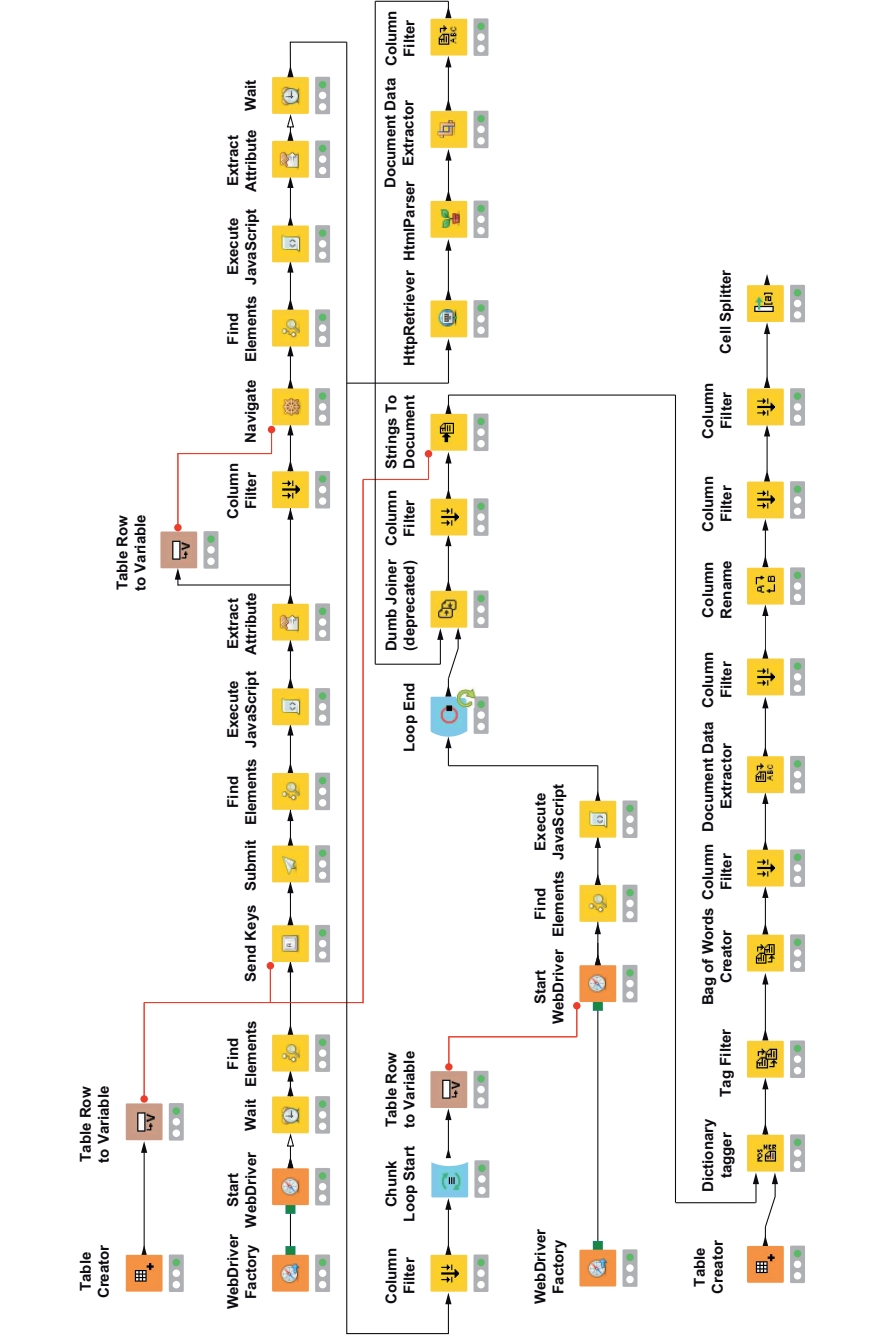 Table
Creator
Table Row
to Variable
Table Row
to Variable
WebDriver
Factory
Start
WebDriver
Wait
Find
Elements
Send Keys
Submit
Find
Elements
Execute
JavaScript
Extract
Attribute
Column
Filter
Navigate
Find
Elements
Execute
JavaScript
Extract
Attribute
Wait
Column
Filter
Chunk
Loop Start
Table Row
to Variable
Loop End
Dumb Joiner
(deprecated)
Column
Filter
Strings To
Document
HttpRetriever
HtmlParser
Document Data
Extractor
Column
Filter
ABC
WebDriver
Factory
Start
WebDriver
Find
Elements
Execute
JavaScript
Table
Creator
Dictionary
tagger
POS
Tag Filter
Bag of Words
Creator
Column
Filter
Document Data
Extractor
ABC
Column
Filter
Column
Rename
A
B
Column
Filter
Column
Filter
Cell Splitter
[a]